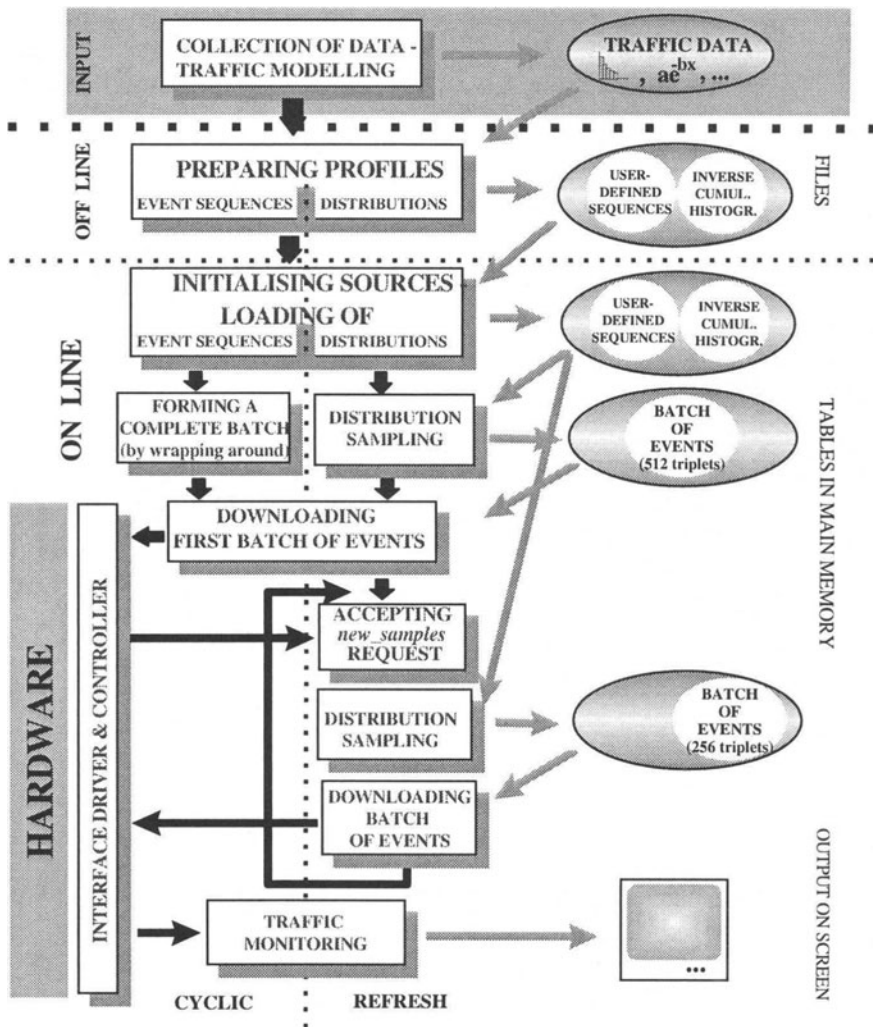 INPUT
COLLECTION OF DATA -
TRAFFIC MODELLING
TRAFFIC DATA
, ae^-bx , ...
OFF LINE
PREPARING PROFILES
EVENT SEQUENCES
DISTRIBUTIONS
USER-
DEFINED
SEQUENCES
INVERSE
CUMUL.
HISTOGR.
FILES
ON LINE
INITIALISING SOURCES -
LOADING OF
EVENT SEQUENCES
DISTRIBUTIONS
USER-
DEFINED
SEQUENCES
INVERSE
CUMUL.
HISTOGR.
FORMING A
COMPLETE BATCH
(by wrapping around)
DISTRIBUTION
SAMPLING
BATCH
OF
EVENTS
(512 triplets)
TABLES IN MAIN MEMORY
DOWNLOADING
FIRST BATCH OF EVENTS
HARDWARE
INTERFACE DRIVER & CONTROLLER
ACCEPTING
new_samples
REQUEST
DISTRIBUTION
SAMPLING
BATCH
OF
EVENTS
(256 triplets)
DOWNLOADING
BATCH
OF EVENTS
TRAFFIC
MONITORING
OUTPUT ON SCREEN
CYCLIC
REFRESH